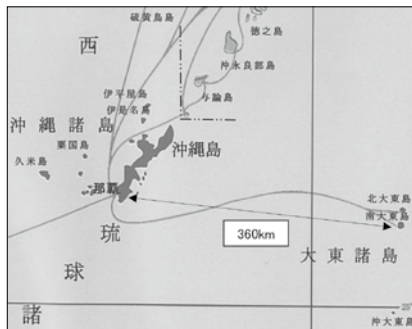 硫黄鳥島
徳之島
西
沖永良部島
伊平屋島
与論島
伊是名島
沖縄諸島
粟国島
沖縄島
久米島
那覇
北大東島
琉
南大東島
360km
大東諸島
球
25°
諸
沖大東島